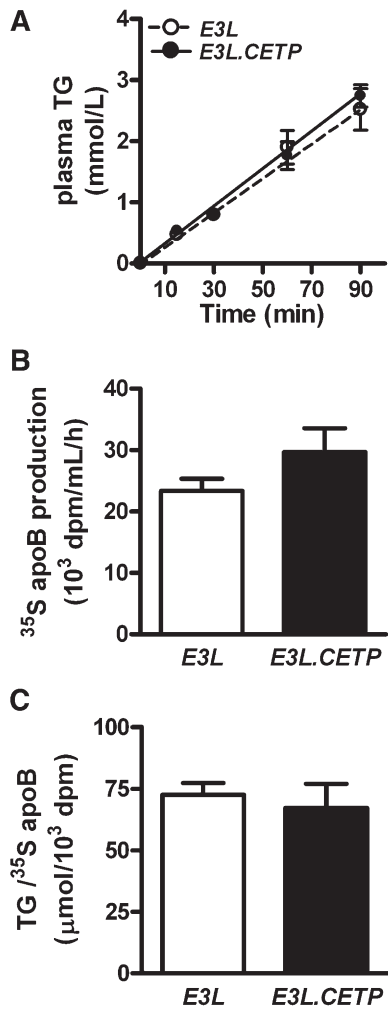 A
E3L
E3L.CETP
plasma TG
(mmol/L)
4
3
2
1
0
10 30 50 70 90
Time (min)
B
³⁵S apoB production
(10³ dpm/mL/h)
40
30
20
10
0
E3L E3L.CETP
C
TG /³⁵S apoB
(μmol/10³ dpm)
100
75
50
25
0
E3L E3L.CETP